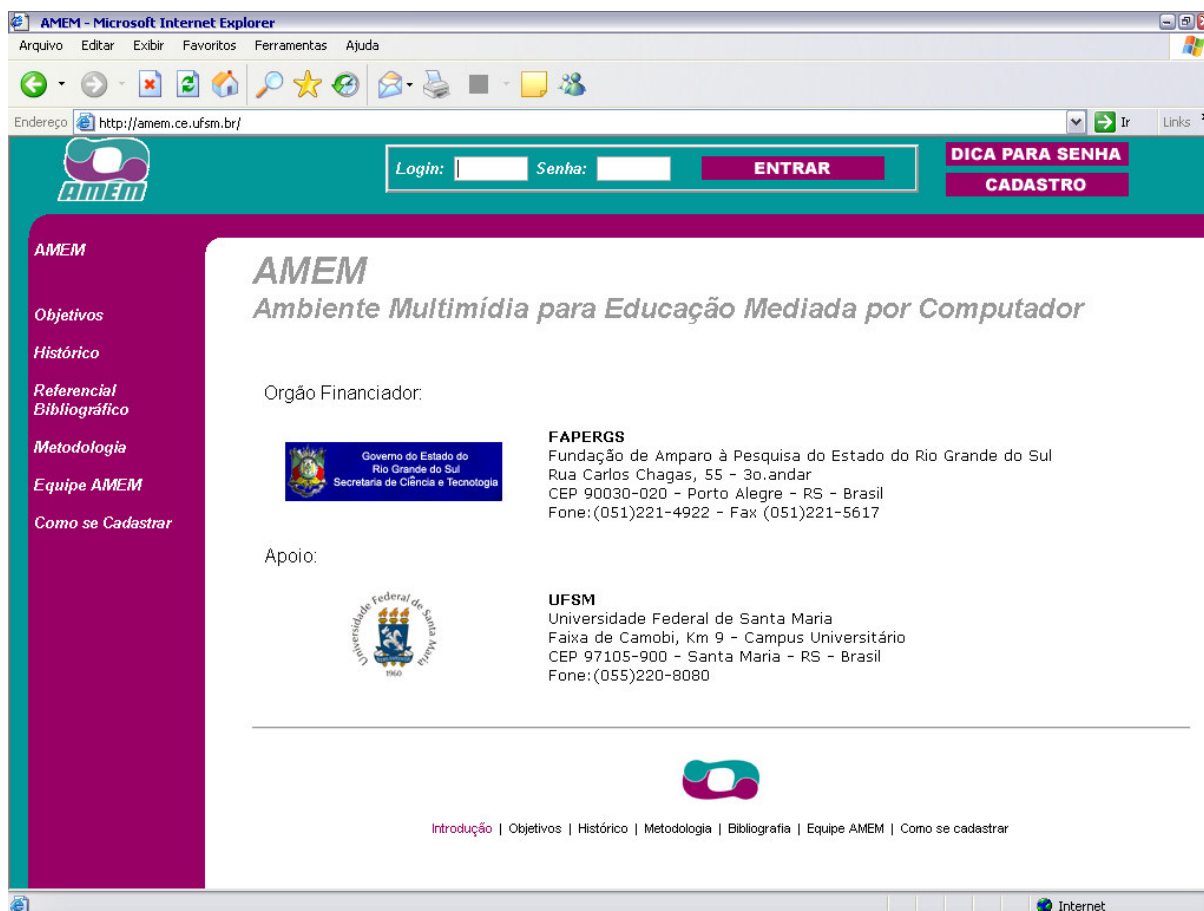 AMEM - Microsoft Internet Explorer
Arquivo Editar Exibir Favoritos Ferramentas Ajuda
Endereço http://amem.ce.ufsm.br/ Ir Links
AMEM
Login: Senha: ENTRAR
DICA PARA SENHA
CADASTRO
AMEM
Objetivos
Histórico
Referencial
Bibliográfico
Metodologia
Equipe AMEM
Como se Cadastrar
AMEM
Ambiente Multimídia para Educação Mediada por Computador
Orgão Financiador:
Governo do Estado do
Rio Grande do Sul
Secretaria de Ciência e Tecnologia
FAPERGS
Fundação de Amparo à Pesquisa do Estado do Rio Grande do Sul
Rua Carlos Chagas, 55 - 3o.andar
CEP 90030-020 - Porto Alegre - RS - Brasil
Fone:(051)221-4922 - Fax (051)221-5617
Apoio:
Universidade Federal de Santa Maria
1960
UFSM
Universidade Federal de Santa Maria
Faixa de Camobi, Km 9 - Campus Universitário
CEP 97105-900 - Santa Maria - RS - Brasil
Fone:(055)220-8080
Introdução | Objetivos | Histórico | Metodologia | Bibliografia | Equipe AMEM | Como se cadastrar
Internet